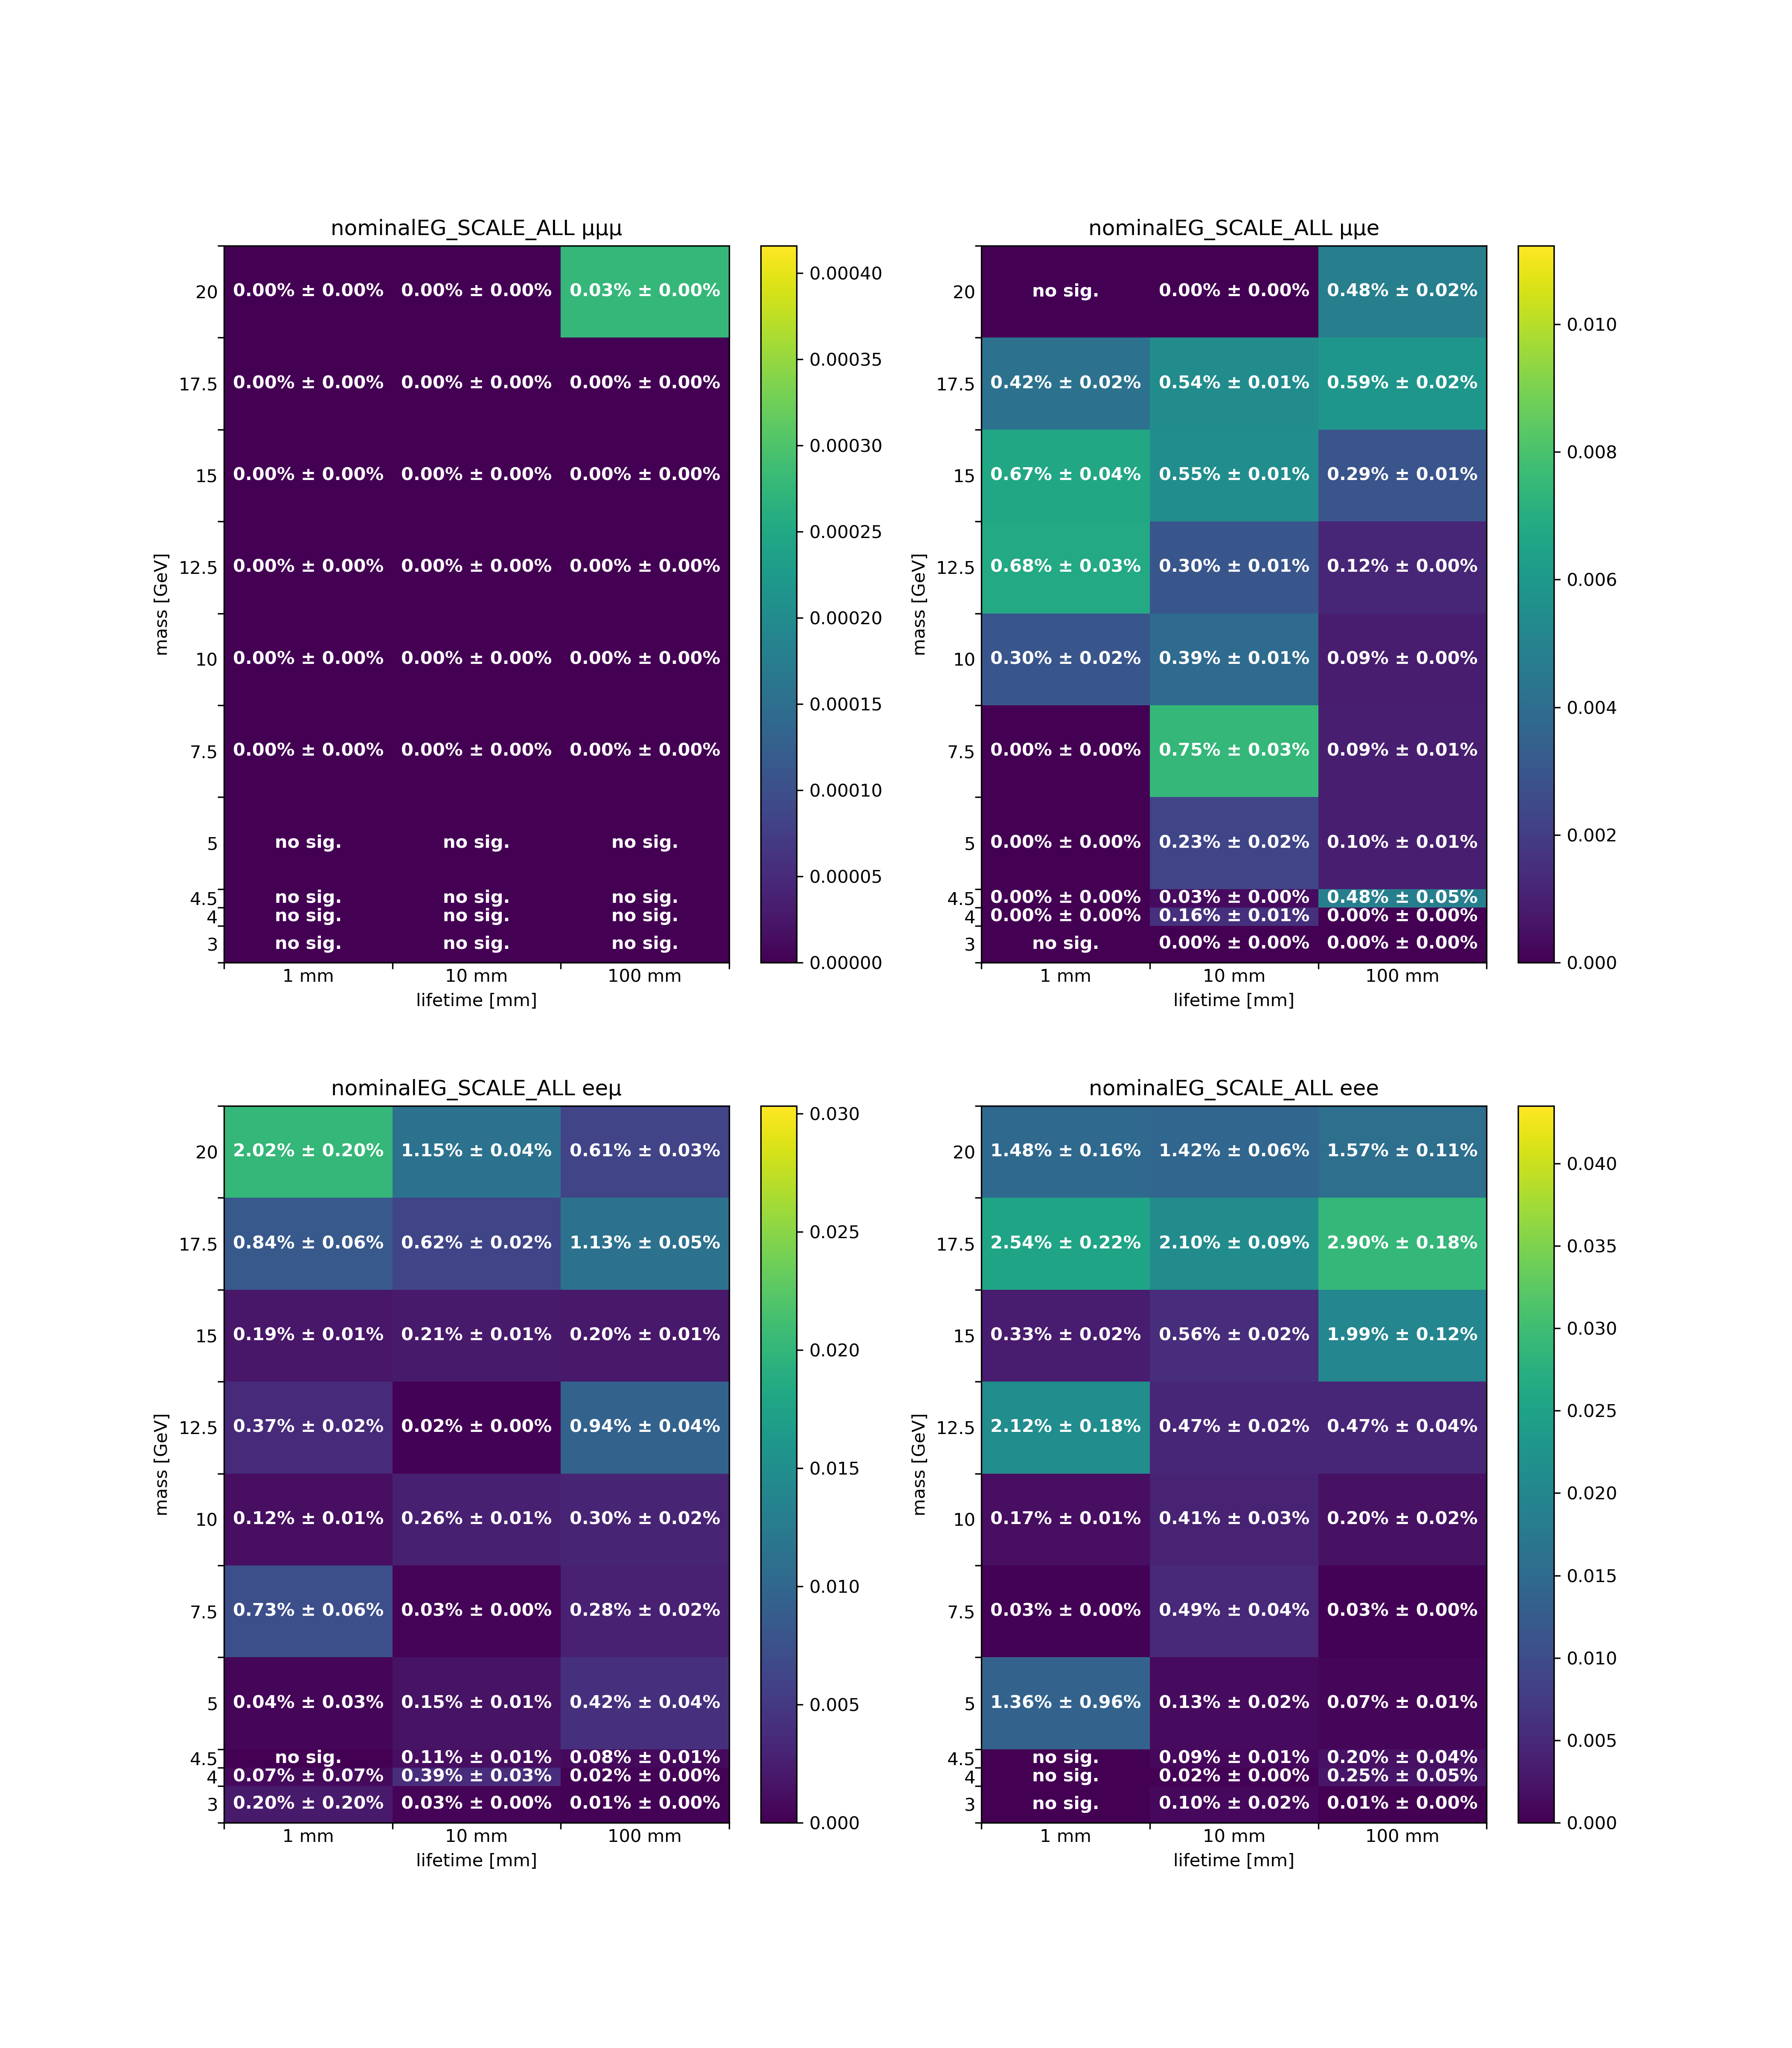 nominalEG_SCALE_ALL μμμ
20 0.00% ± 0.00% 0.00% ± 0.00% 0.03% ± 0.00%
17.5 0.00% ± 0.00% 0.00% ± 0.00% 0.00% ± 0.00%
15 0.00% ± 0.00% 0.00% ± 0.00% 0.00% ± 0.00%
12.5 0.00% ± 0.00% 0.00% ± 0.00% 0.00% ± 0.00%
10 0.00% ± 0.00% 0.00% ± 0.00% 0.00% ± 0.00%
7.5 0.00% ± 0.00% 0.00% ± 0.00% 0.00% ± 0.00%
5 no sig. no sig. no sig.
4.5 no sig. no sig. no sig.
4 no sig. no sig. no sig.
3 no sig. no sig. no sig.
1 mm 10 mm 100 mm
lifetime [mm]
mass [GeV]
0.00040
0.00035
0.00030
0.00025
0.00020
0.00015
0.00010
0.00005
0.00000
nominalEG_SCALE_ALL μμe
20 no sig. 0.00% ± 0.00% 0.48% ± 0.02%
17.5 0.42% ± 0.02% 0.54% ± 0.01% 0.59% ± 0.02%
15 0.67% ± 0.04% 0.55% ± 0.01% 0.29% ± 0.01%
12.5 0.68% ± 0.03% 0.30% ± 0.01% 0.12% ± 0.00%
10 0.30% ± 0.02% 0.39% ± 0.01% 0.09% ± 0.00%
7.5 0.00% ± 0.00% 0.75% ± 0.03% 0.09% ± 0.01%
5 0.00% ± 0.00% 0.23% ± 0.02% 0.10% ± 0.01%
4.5 0.00% ± 0.00% 0.03% ± 0.00% 0.48% ± 0.05%
4 0.00% ± 0.00% 0.16% ± 0.01% 0.00% ± 0.00%
3 no sig. 0.00% ± 0.00% 0.00% ± 0.00%
1 mm 10 mm 100 mm
lifetime [mm]
mass [GeV]
0.010
0.008
0.006
0.004
0.002
0.000
nominalEG_SCALE_ALL eeμ
20 2.02% ± 0.20% 1.15% ± 0.04% 0.61% ± 0.03%
17.5 0.84% ± 0.06% 0.62% ± 0.02% 1.13% ± 0.05%
15 0.19% ± 0.01% 0.21% ± 0.01% 0.20% ± 0.01%
12.5 0.37% ± 0.02% 0.02% ± 0.00% 0.94% ± 0.04%
10 0.12% ± 0.01% 0.26% ± 0.01% 0.30% ± 0.02%
7.5 0.73% ± 0.06% 0.03% ± 0.00% 0.28% ± 0.02%
5 0.04% ± 0.03% 0.15% ± 0.01% 0.42% ± 0.04%
4.5 no sig. 0.11% ± 0.01% 0.08% ± 0.01%
4 0.07% ± 0.07% 0.39% ± 0.03% 0.02% ± 0.00%
3 0.20% ± 0.20% 0.03% ± 0.00% 0.01% ± 0.00%
1 mm 10 mm 100 mm
lifetime [mm]
mass [GeV]
0.030
0.025
0.020
0.015
0.010
0.005
0.000
nominalEG_SCALE_ALL eee
20 1.48% ± 0.16% 1.42% ± 0.06% 1.57% ± 0.11%
17.5 2.54% ± 0.22% 2.10% ± 0.09% 2.90% ± 0.18%
15 0.33% ± 0.02% 0.56% ± 0.02% 1.99% ± 0.12%
12.5 2.12% ± 0.18% 0.47% ± 0.02% 0.47% ± 0.04%
10 0.17% ± 0.01% 0.41% ± 0.03% 0.20% ± 0.02%
7.5 0.03% ± 0.00% 0.49% ± 0.04% 0.03% ± 0.00%
5 1.36% ± 0.96% 0.13% ± 0.02% 0.07% ± 0.01%
4.5 no sig. 0.09% ± 0.01% 0.20% ± 0.04%
4 no sig. 0.02% ± 0.00% 0.25% ± 0.05%
3 no sig. 0.10% ± 0.02% 0.01% ± 0.00%
1 mm 10 mm 100 mm
lifetime [mm]
mass [GeV]
0.040
0.035
0.030
0.025
0.020
0.015
0.010
0.005
0.000